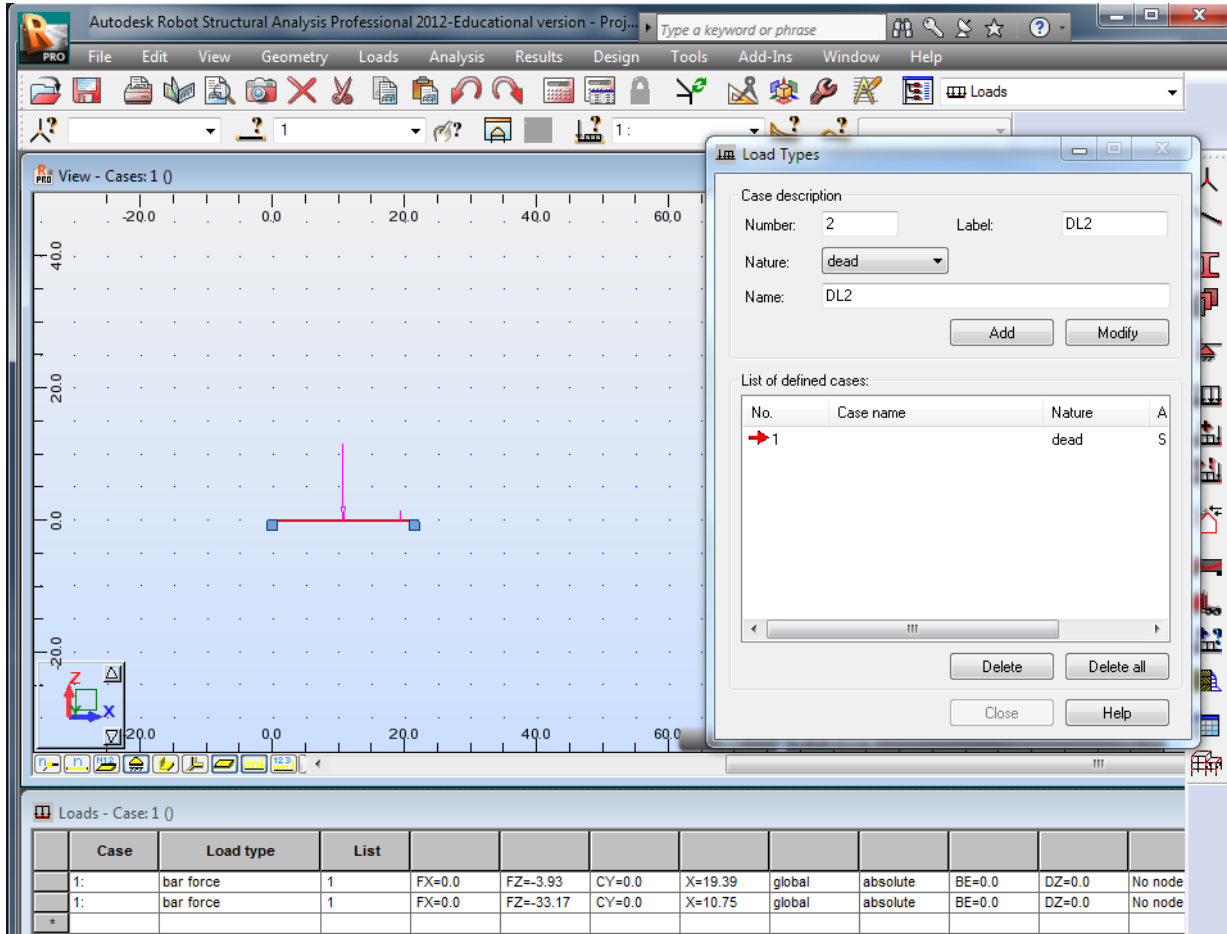 Autodesk Robot Structural Analysis Professional 2012-Educational version - Proj... Type a keyword or phrase
PRO File Edit View Geometry Loads Analysis Results Design Tools Add-Ins Window Help
Loads
1 1 :
View - Cases: 1 ()
-20,0 0,0 20,0 40,0 60,0
40,0
20,0
0,0
-20,0
Z
X
-20,0 0,0 20,0 40,0 60,0
Load Types
Case description
Number: 2 Label: DL2
Nature: dead
Name: DL2
Add Modify
List of defined cases:
No. Case name Nature A
1 dead S
Delete Delete all
Close Help
Loads - Case: 1 ()
Case Load type List
1: bar force 1 FX=0.0 FZ=-3.93 CY=0.0 X=19.39 global absolute BE=0.0 DZ=0.0 No node
1: bar force 1 FX=0.0 FZ=-33.17 CY=0.0 X=10.75 global absolute BE=0.0 DZ=0.0 No node
*